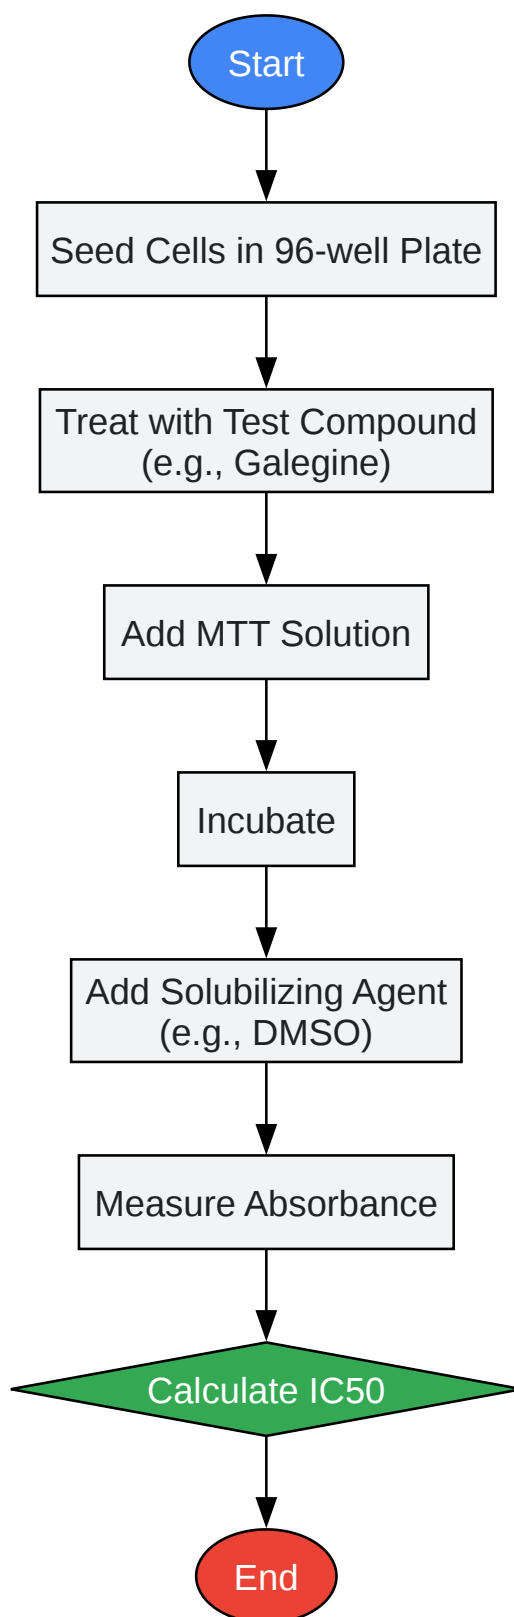 Start
Seed Cells in 96-well Plate
Treat with Test Compound
(e.g., Galegine)
Add MTT Solution
Incubate
Add Solubilizing Agent
(e.g., DMSO)
Measure Absorbance
Calculate IC50
End